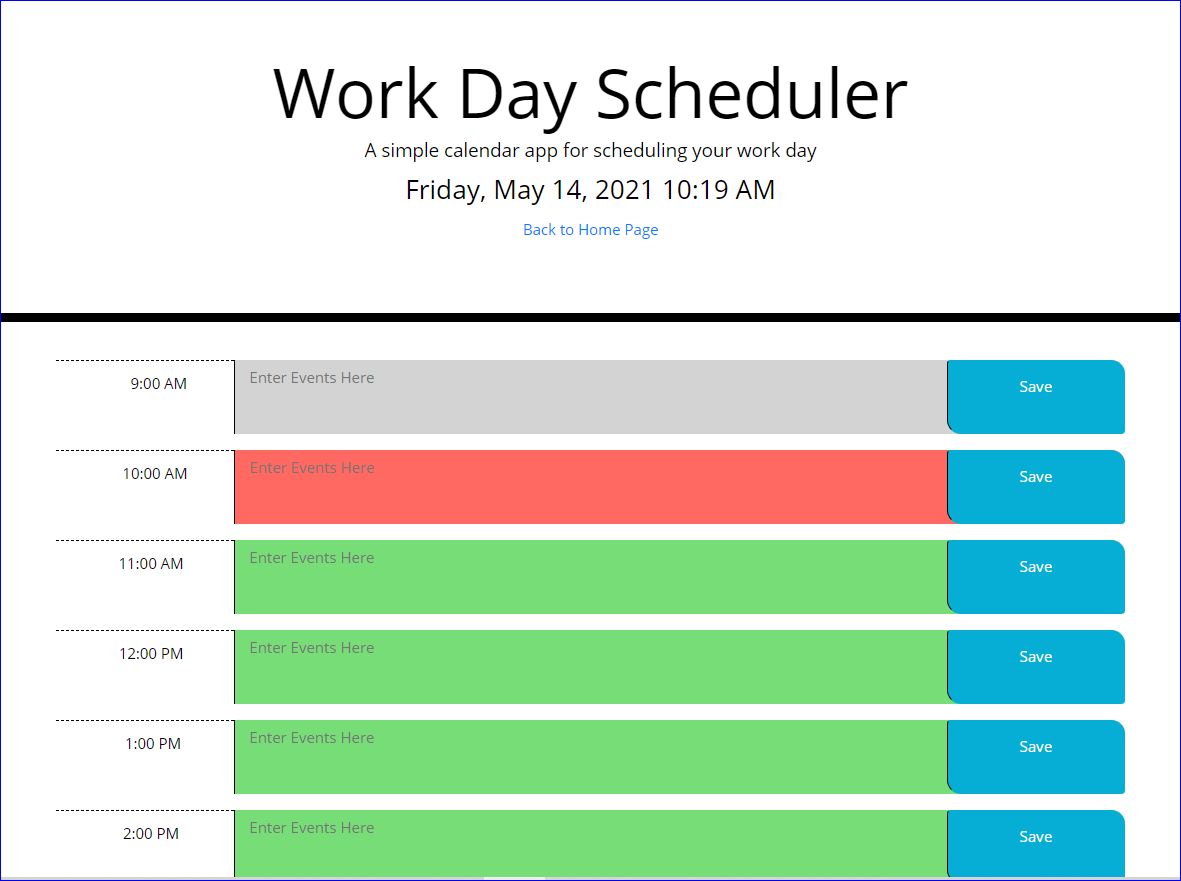 Work Day Scheduler
A simple calendar app for scheduling your work day
Friday, May 14, 2021 10:19 AM
Back to Home Page
9:00 AM Enter Events Here Save
10:00 AM Enter Events Here Save
11:00 AM Enter Events Here Save
12:00 PM Enter Events Here Save
1:00 PM Enter Events Here Save
2:00 PM Enter Events Here Save